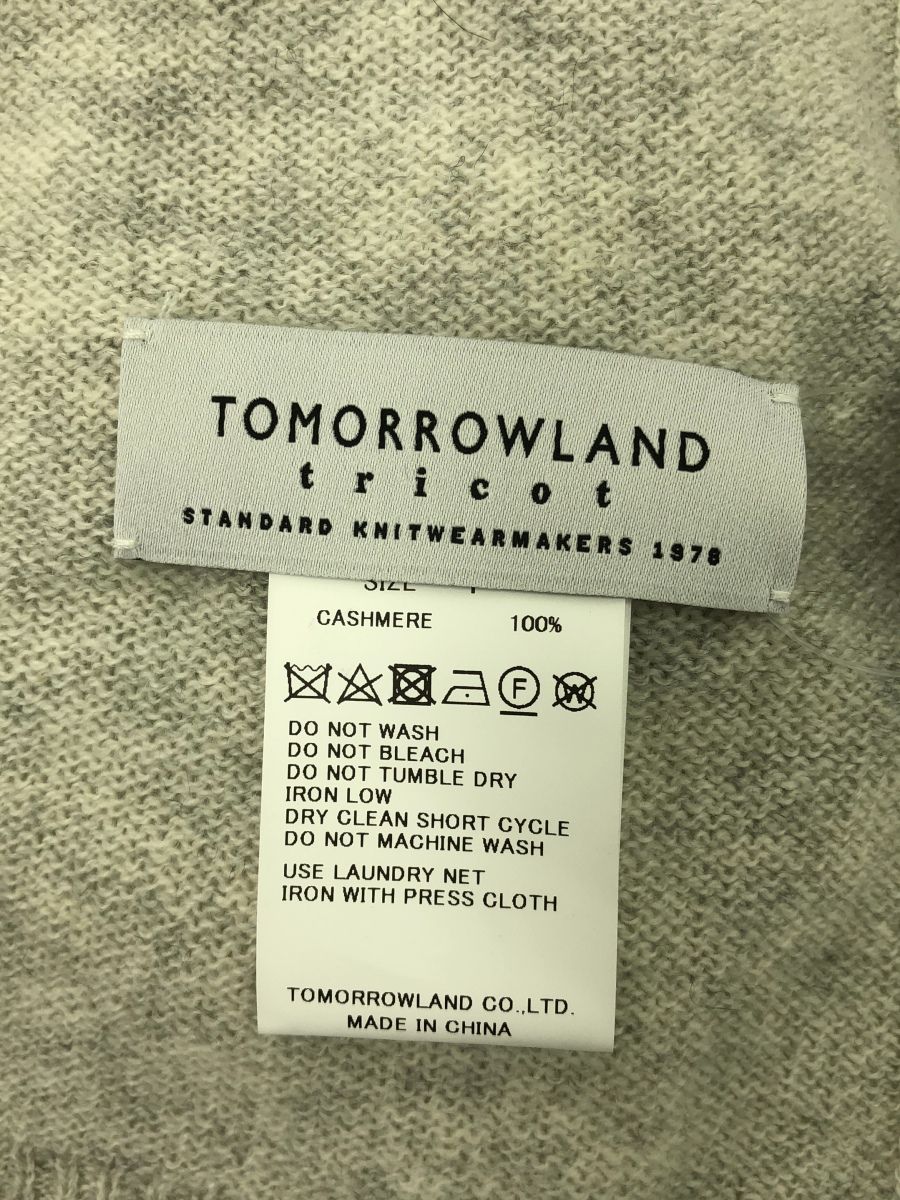 TOMORROWLAND
tricot
STANDARD KNITWEARMAKERS 1978
SIZE
CASHMERE 100%
F W
DO NOT WASH
DO NOT BLEACH
DO NOT TUMBLE DRY
IRON LOW
DRY CLEAN SHORT CYCLE
DO NOT MACHINE WASH
USE LAUNDRY NET
IRON WITH PRESS CLOTH
TOMORROWLAND CO.,LTD.
MADE IN CHINA